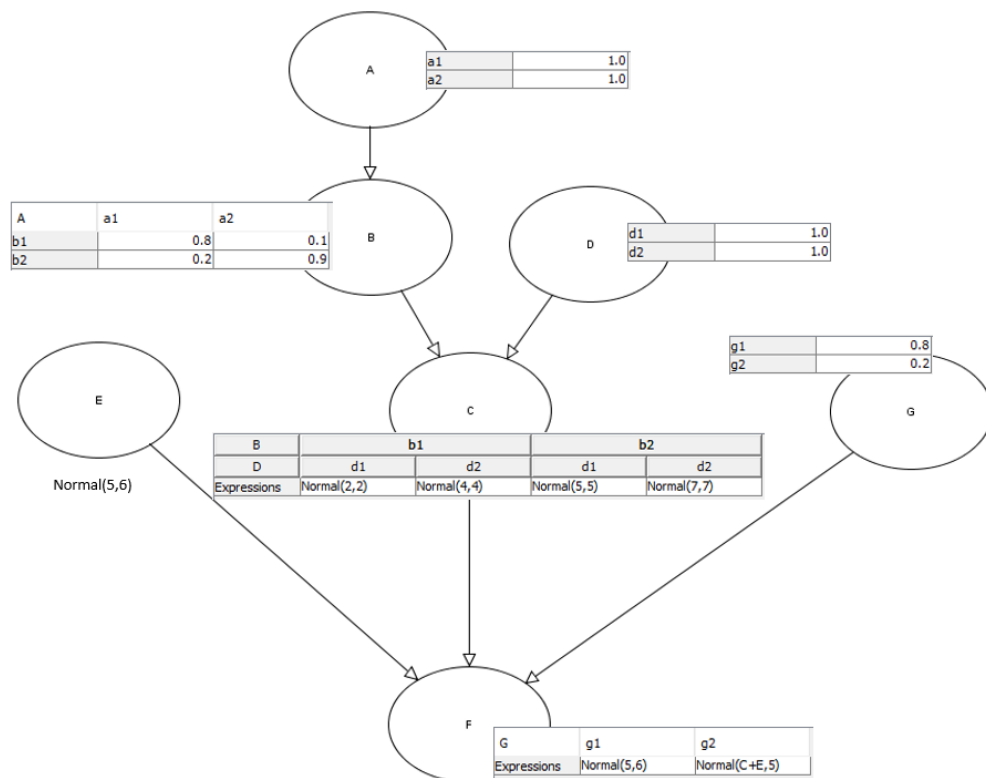 A
a1 1.0
a2 1.0
A a1 a2
b1 0.8 0.1
b2 0.2 0.9
B
D
d1 1.0
d2 1.0
g1 0.8
g2 0.2
E
C
G
Normal(5,6)
B b1 b2
D d1 d2 d1 d2
Expressions Normal(2,2) Normal(4,4) Normal(5,5) Normal(7,7)
F
G g1 g2
Expressions Normal(5,6) Normal(C+E,5)